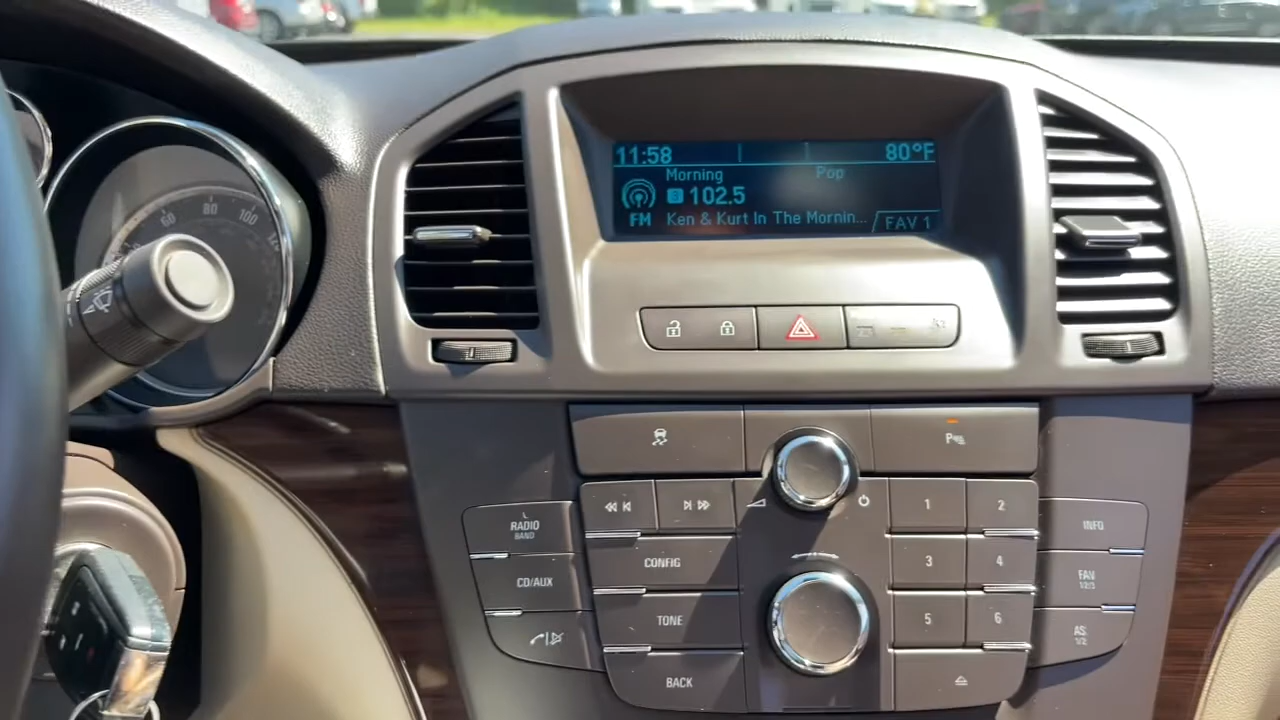 11:58 80°F
Morning Pop
3 102.5
FM Ken & Kurt In The Mornin... FAV 1
60 80 100
RADIO
BAND
1 2
INFO
CONFIG
3 4
CD/AUX
FAV
1/2/3
TONE
5 6
AS
1/2
BACK